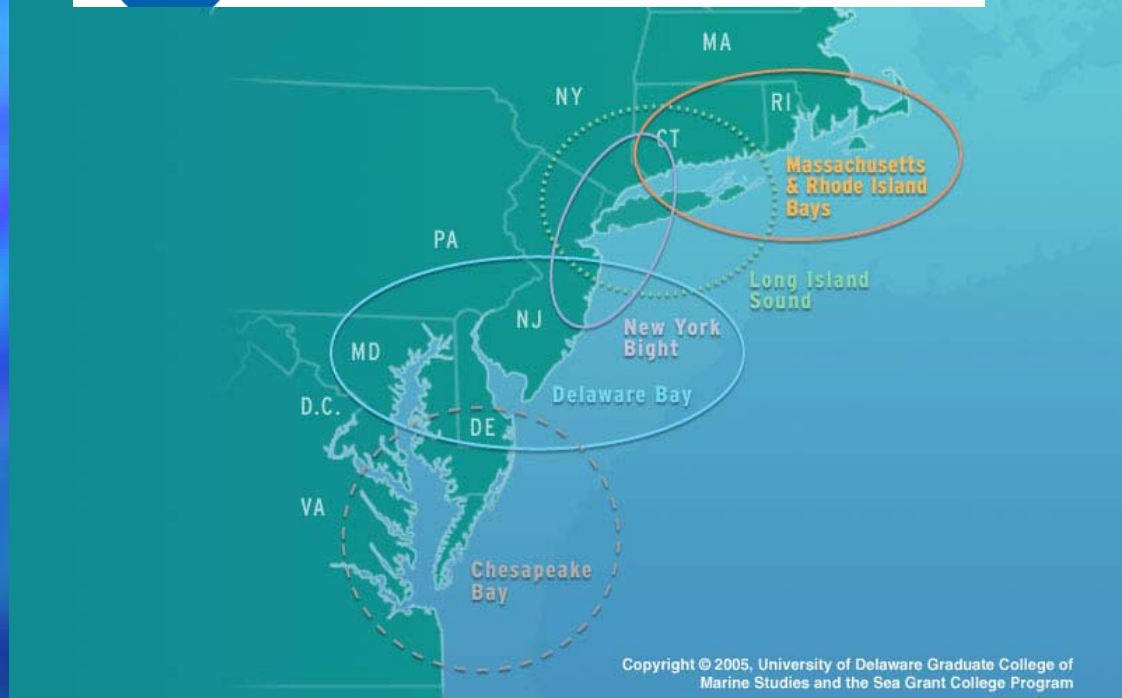 MA
NY
RI
CT
Massachusetts
& Rhode Island
Bays
PA
Long Island
Sound
NJ
New York
Bight
MD
Delaware Bay
D.C.
DE
VA
Chesapeake
Bay
Copyright © 2005, University of Delaware Graduate College of
Marine Studies and the Sea Grant College Program